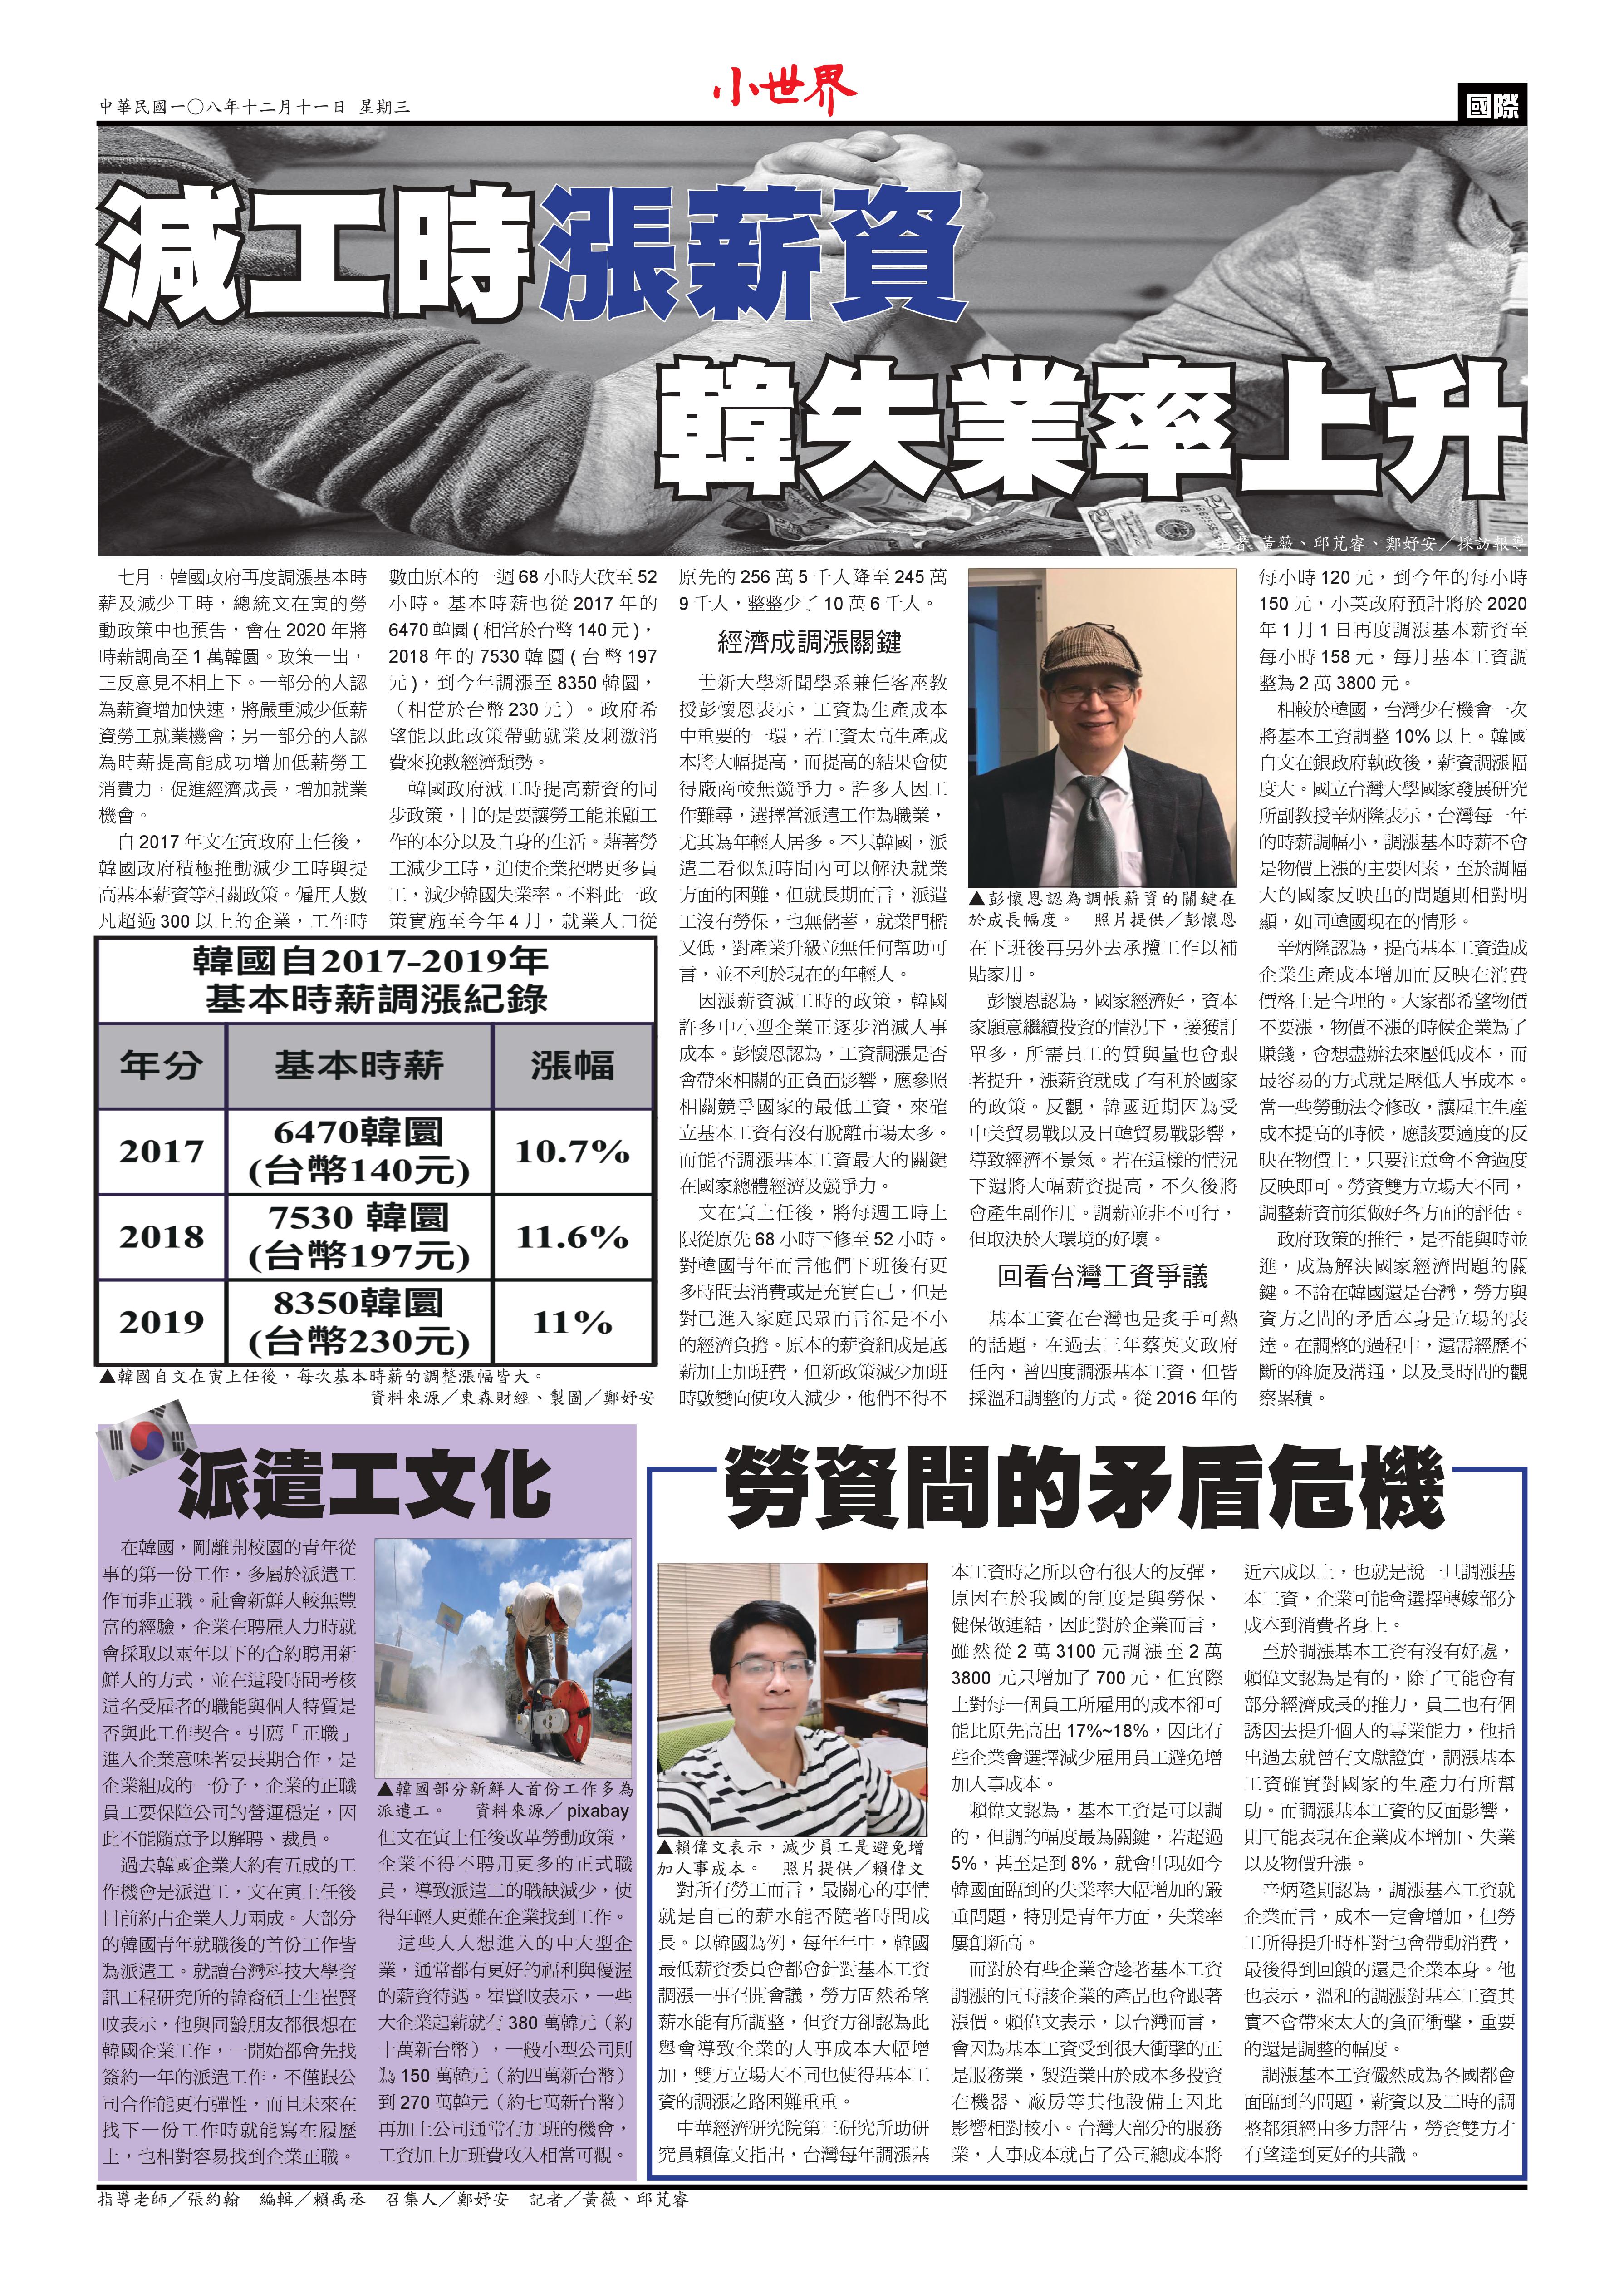 中華民國一〇八年十二月十一日 星期三
小世界
國際
減工時漲薪資
韓失業率上升
記者 黃薇、邱芃睿、鄭妤安／採訪報導
七月，韓國政府再度調漲基本時
薪及減少工時，總統文在寅的勞
動政策中也預告，會在 2020 年將
時薪調高至 1 萬韓圜。政策一出，
正反意見不相上下。一部分的人認
為薪資增加快速，將嚴重減少低薪
資勞工就業機會；另一部分的人認
為時薪提高能成功增加低薪勞工
消費力，促進經濟成長，增加就業
機會。
自 2017 年文在寅政府上任後，
韓國政府積極推動減少工時與提
高基本薪資等相關政策。僱用人數
凡超過 300 以上的企業，工作時
數由原本的一週 68 小時大砍至 52
小時。基本時薪也從 2017 年的
6470 韓圜 ( 相當於台幣 140 元 )，
2018 年的 7530 韓圜 ( 台幣 197
元 )，到今年調漲至 8350 韓圜，
（相當於台幣 230 元）。政府希
望能以此政策帶動就業及刺激消
費來挽救經濟頹勢。
韓國政府減工時提高薪資的同
步政策，目的是要讓勞工能兼顧工
作的本分以及自身的生活。藉著勞
工減少工時，迫使企業招聘更多員
工，減少韓國失業率。不料此一政
策實施至今年 4 月，就業人口從
原先的 256 萬 5 千人降至 245 萬
9 千人，整整少了 10 萬 6 千人。
經濟成調漲關鍵
世新大學新聞學系兼任客座教
授彭懷恩表示，工資為生產成本
中重要的一環，若工資太高生產成
本將大幅提高，而提高的結果會使
得廠商較無競爭力。許多人因工
作難尋，選擇當派遣工作為職業，
尤其為年輕人居多。不只韓國，派
遣工看似短時間內可以解決就業
方面的困難，但就長期而言，派遣
工沒有勞保，也無儲蓄，就業門檻
又低，對產業升級並無任何幫助可
言，並不利於現在的年輕人。
因漲薪資減工時的政策，韓國
許多中小型企業正逐步消減人事
成本。彭懷恩認為，工資調漲是否
會帶來相關的正負面影響，應參照
相關競爭國家的最低工資，來確
立基本工資有沒有脫離市場太多。
而能否調漲基本工資最大的關鍵
在國家總體經濟及競爭力。
文在寅上任後，將每週工時上
限從原先 68 小時下修至 52 小時。
對韓國青年而言他們下班後有更
多時間去消費或是充實自己，但是
對已進入家庭民眾而言卻是不小
的經濟負擔。原本的薪資組成是底
薪加上加班費，但新政策減少加班
時數變向使收入減少，他們不得不
▲彭懷恩認為調帳薪資的關鍵在
於成長幅度。 照片提供／彭懷恩
在下班後再另外去承攬工作以補
貼家用。
彭懷恩認為，國家經濟好，資本
家願意繼續投資的情況下，接獲訂
單多，所需員工的質與量也會跟
著提升，漲薪資就成了有利於國家
的政策。反觀，韓國近期因為受
中美貿易戰以及日韓貿易戰影響，
導致經濟不景氣。若在這樣的情況
下還將大幅薪資提高，不久後將
會產生副作用。調薪並非不可行，
但取決於大環境的好壞。
回看台灣工資爭議
基本工資在台灣也是炙手可熱
的話題，在過去三年蔡英文政府
任內，曾四度調漲基本工資，但皆
採溫和調整的方式。從 2016 年的
每小時 120 元，到今年的每小時
150 元，小英政府預計將於 2020
年 1 月 1 日再度調漲基本薪資至
每小時 158 元，每月基本工資調
整為 2 萬 3800 元。
相較於韓國，台灣少有機會一次
將基本工資調整 10% 以上。韓國
自文在銀政府執政後，薪資調漲幅
度大。國立台灣大學國家發展研究
所副教授辛炳隆表示，台灣每一年
的時薪調幅小，調漲基本時薪不會
是物價上漲的主要因素，至於調幅
大的國家反映出的問題則相對明
顯，如同韓國現在的情形。
辛炳隆認為，提高基本工資造成
企業生產成本增加而反映在消費
價格上是合理的。大家都希望物價
不要漲，物價不漲的時候企業為了
賺錢，會想盡辦法來壓低成本，而
最容易的方式就是壓低人事成本。
當一些勞動法令修改，讓雇主生產
成本提高的時候，應該要適度的反
映在物價上，只要注意會不會過度
反映即可。勞資雙方立場大不同，
調整薪資前須做好各方面的評估。
政府政策的推行，是否能與時並
進，成為解決國家經濟問題的關
鍵。不論在韓國還是台灣，勞方與
資方之間的矛盾本身是立場的表
達。在調整的過程中，還需經歷不
斷的斡旋及溝通，以及長時間的觀
察累積。
韓國自2017-2019年
基本時薪調漲紀錄
年分 基本時薪 漲幅
2017 6470韓圜 (台幣140元) 10.7%
2018 7530 韓圜 (台幣197元) 11.6%
2019 8350韓圜 (台幣230元) 11%
▲韓國自文在寅上任後，每次基本時薪的調整漲幅皆大。
資料來源／東森財經、製圖／鄭妤安
派遣工文化
在韓國，剛離開校園的青年從
事的第一份工作，多屬於派遣工
作而非正職。社會新鮮人較無豐
富的經驗，企業在聘雇人力時就
會採取以兩年以下的合約聘用新
鮮人的方式，並在這段時間考核
這名受雇者的職能與個人特質是
否與此工作契合。引薦「正職」
進入企業意味著要長期合作，是
企業組成的一份子，企業的正職
員工要保障公司的營運穩定，因
此不能隨意予以解聘、裁員。
過去韓國企業大約有五成的工
作機會是派遣工，文在寅上任後
目前約占企業人力兩成。大部分
的韓國青年就職後的首份工作皆
為派遣工。就讀台灣科技大學資
訊工程研究所的韓裔碩士生崔賢
旼表示，他與同齡朋友都很想在
韓國企業工作，一開始都會先找
簽約一年的派遣工作，不僅跟公
司合作能更有彈性，而且未來在
找下一份工作時就能寫在履歷
上，也相對容易找到企業正職。
▲韓國部分新鮮人首份工作多為
派遣工。 資料來源／pixabay
但文在寅上任後改革勞動政策，
企業不得不聘用更多的正式職
員，導致派遣工的職缺減少，使
得年輕人更難在企業找到工作。
這些人人想進入的中大型企
業，通常都有更好的福利與優渥
的薪資待遇。崔賢旼表示，一些
大企業起薪就有 380 萬韓元（約
十萬新台幣），一般小型公司則
為 150 萬韓元（約四萬新台幣）
到 270 萬韓元（約七萬新台幣）
再加上公司通常有加班的機會，
工資加上加班費收入相當可觀。
勞資間的矛盾危機
▲賴偉文表示，減少員工是避免增
加人事成本。 照片提供／賴偉文
對所有勞工而言，最關心的事情
就是自己的薪水能否隨著時間成
長。以韓國為例，每年年中，韓國
最低薪資委員會都會針對基本工資
調漲一事召開會議，勞方固然希望
薪水能有所調整，但資方卻認為此
舉會導致企業的人事成本大幅增
加，雙方立場大不同也使得基本工
資的調漲之路困難重重。
中華經濟研究院第三研究所助研
究員賴偉文指出，台灣每年調漲基
本工資時之所以會有很大的反彈，
原因在於我國的制度是與勞保、
健保做連結，因此對於企業而言，
雖然從 2 萬 3100 元調漲至 2 萬
3800 元只增加了 700 元，但實際
上對每一個員工所雇用的成本卻可
能比原先高出 17%~18%，因此有
些企業會選擇減少雇用員工避免增
加人事成本。
賴偉文認為，基本工資是可以調
的，但調的幅度最為關鍵，若超過
5%，甚至是到 8%，就會出現如今
韓國面臨到的失業率大幅增加的嚴
重問題，特別是青年方面，失業率
屢創新高。
而對於有些企業會趁著基本工資
調漲的同時該企業的產品也會跟著
漲價。賴偉文表示，以台灣而言，
會因為基本工資受到很大衝擊的正
是服務業，製造業由於成本多投資
在機器、廠房等其他設備上因此
影響相對較小。台灣大部分的服務
業，人事成本就占了公司總成本將
近六成以上，也就是說一旦調漲基
本工資，企業可能會選擇轉嫁部分
成本到消費者身上。
至於調漲基本工資有沒有好處，
賴偉文認為是有的，除了可能會有
部分經濟成長的推力，員工也有個
誘因去提升個人的專業能力，他指
出過去就曾有文獻證實，調漲基本
工資確實對國家的生產力有所幫
助。而調漲基本工資的反面影響，
則可能表現在企業成本增加、失業
以及物價升漲。
辛炳隆則認為，調漲基本工資就
企業而言，成本一定會增加，但勞
工所得提升時相對也會帶動消費，
最後得到回饋的還是企業本身。他
也表示，溫和的調漲對基本工資其
實不會帶來太大的負面衝擊，重要
的還是調整的幅度。
調漲基本工資儼然成為各國都會
面臨到的問題，薪資以及工時的調
整都須經由多方評估，勞資雙方才
有望達到更好的共識。
指導老師／張約翰 編輯／賴禹丞 召集人／鄭妤安 記者／黃薇、邱芃睿